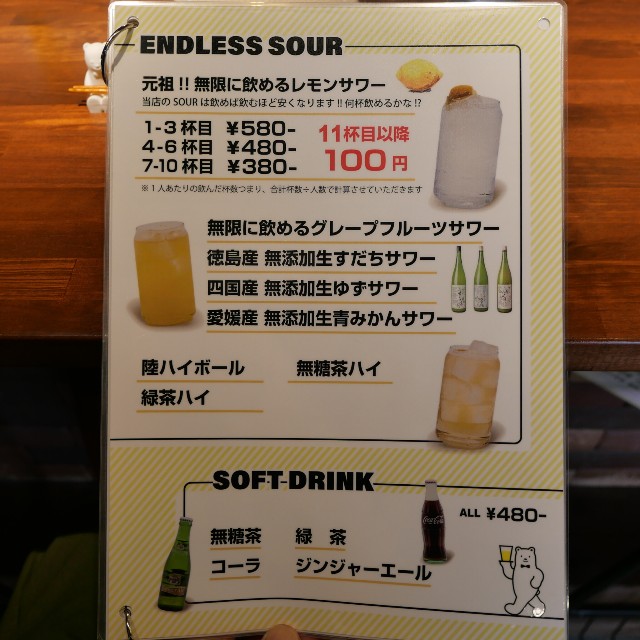 ENDLESS SOUR
元祖!!無限に飲めるレモンサワー
当店の SOUR は飲めば飲むほど安くなります!!何杯飲めるかな!?
1-3 杯目 ¥580-
4-6 杯目 ¥480-
7-10 杯目 ¥380-
11杯目以降
100円
※1人あたりの飲んだ杯数つまり、合計杯数÷人数で計算させていただきます
無限に飲めるグレープフルーツサワー
徳島産 無添加生すだちサワー
四国産 無添加生ゆずサワー
愛媛産 無添加生青みかんサワー
陸ハイボール 無糖茶ハイ
緑茶ハイ
SOFT-DRINK
ALL ¥480-
無糖茶 緑 茶
コーラ ジンジャーエール
Coca-Cola